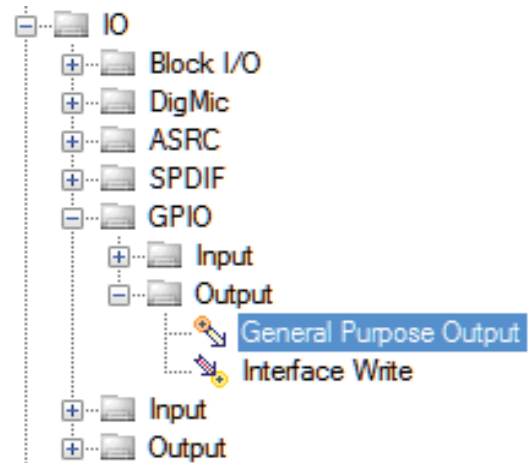 IO
Block I/O
DigMic
ASRC
SPDIF
GPIO
Input
Output
General Purpose Output
Interface Write
Input
Output